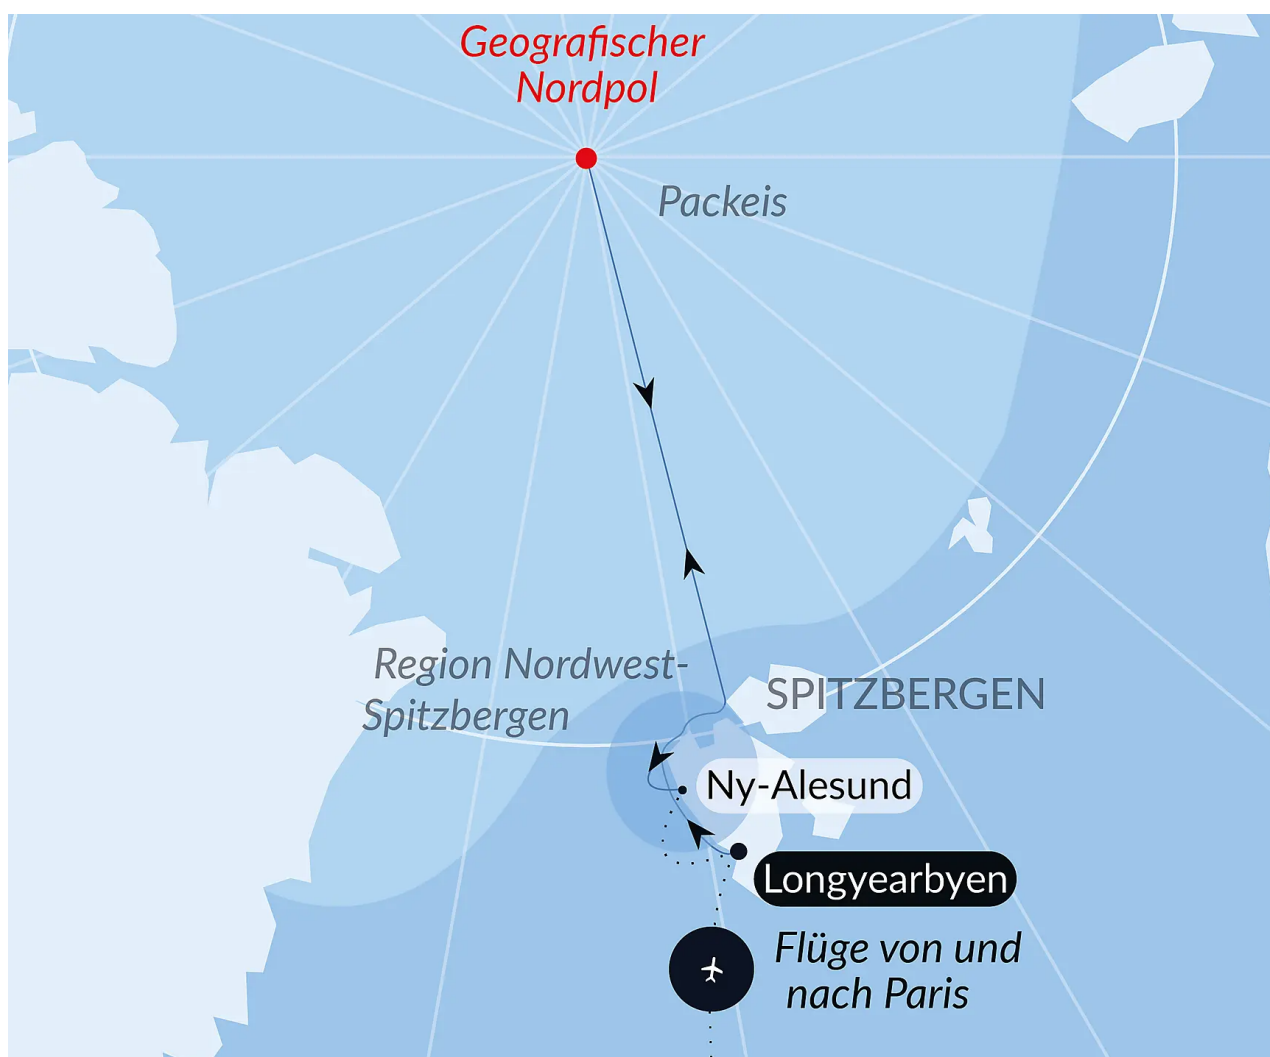 Geografischer
Nordpol
Packeis
Region Nordwest-
Spitzbergen
SPITZBERGEN
Ny-Alesund
Longyearbyen
Flüge von und
nach Paris